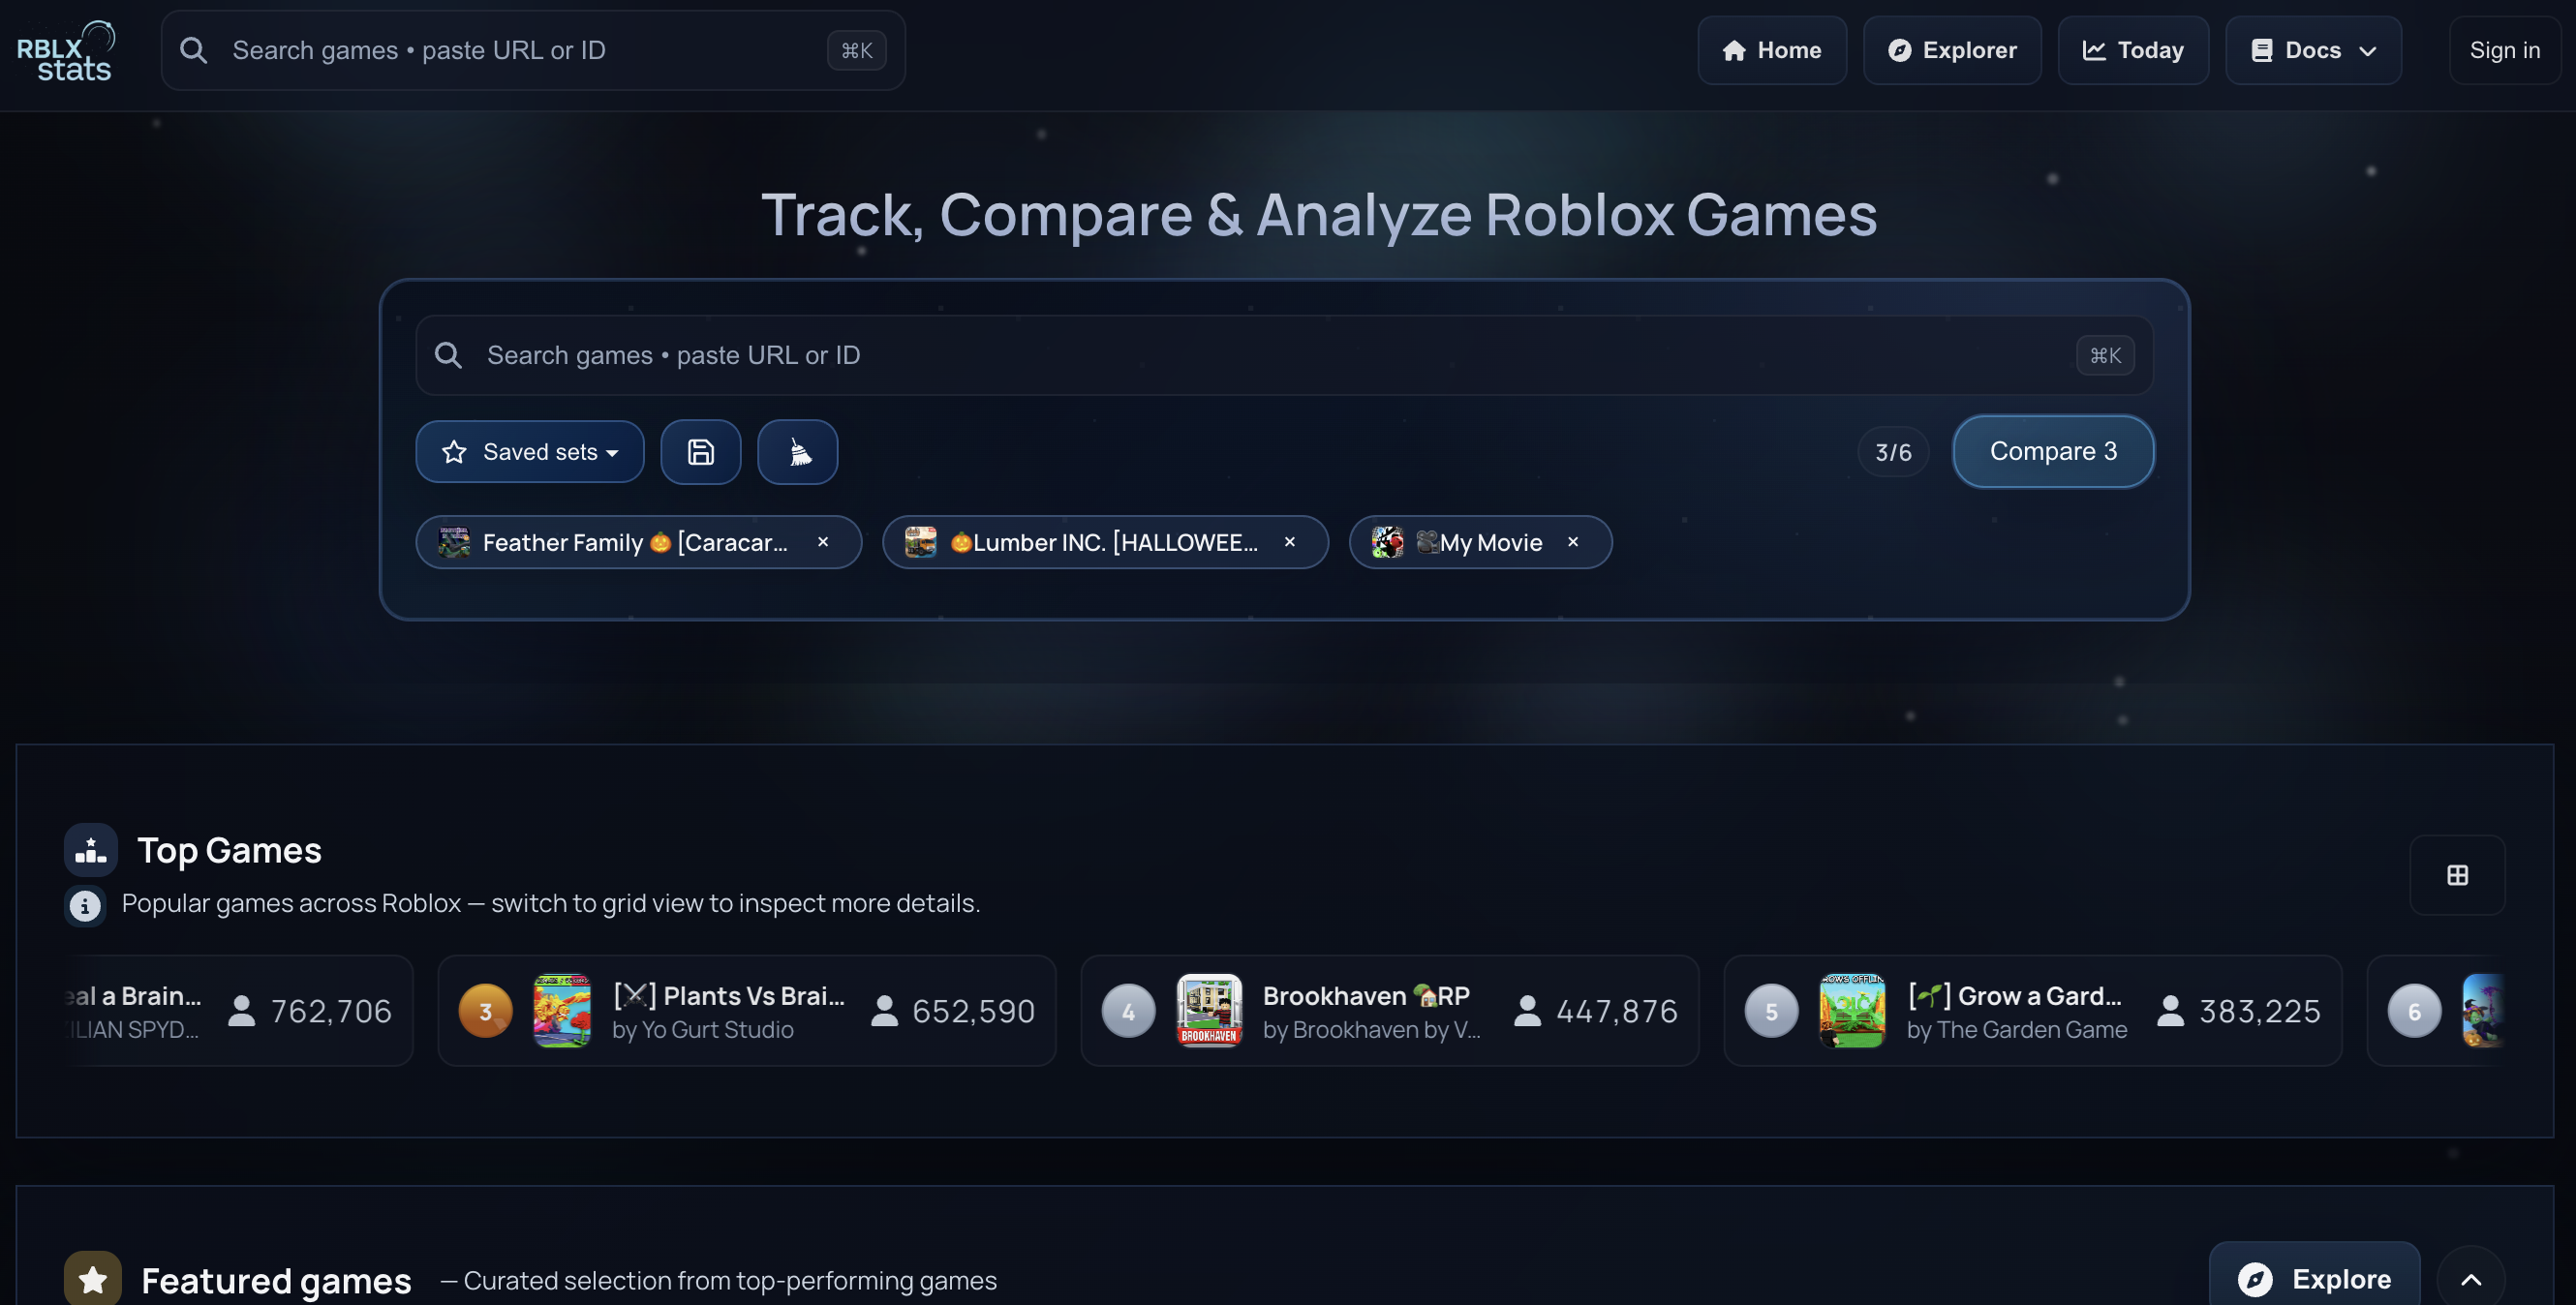 RBLX
stats
Search games • paste URL or ID
⌘K
Home
Explorer
Today
Docs
Sign in
Track, Compare & Analyze Roblox Games
Search games • paste URL or ID
⌘K
Saved sets
3/6
Compare 3
Feather Family 🎃 [Caracar...
🎃Lumber INC. [HALLOWEE...
🎥My Movie
Top Games
Popular games across Roblox — switch to grid view to inspect more details.
eal a Brain...
ILIAN SPYD...
762,706
3
[⚔️] Plants Vs Brai...
by Yo Gurt Studio
652,590
4
BROOKHAVEN
Brookhaven 🏡RP
by Brookhaven by V...
447,876
5
[🌱] Grow a Gard...
by The Garden Game
383,225
6
Featured games
— Curated selection from top-performing games
Explore